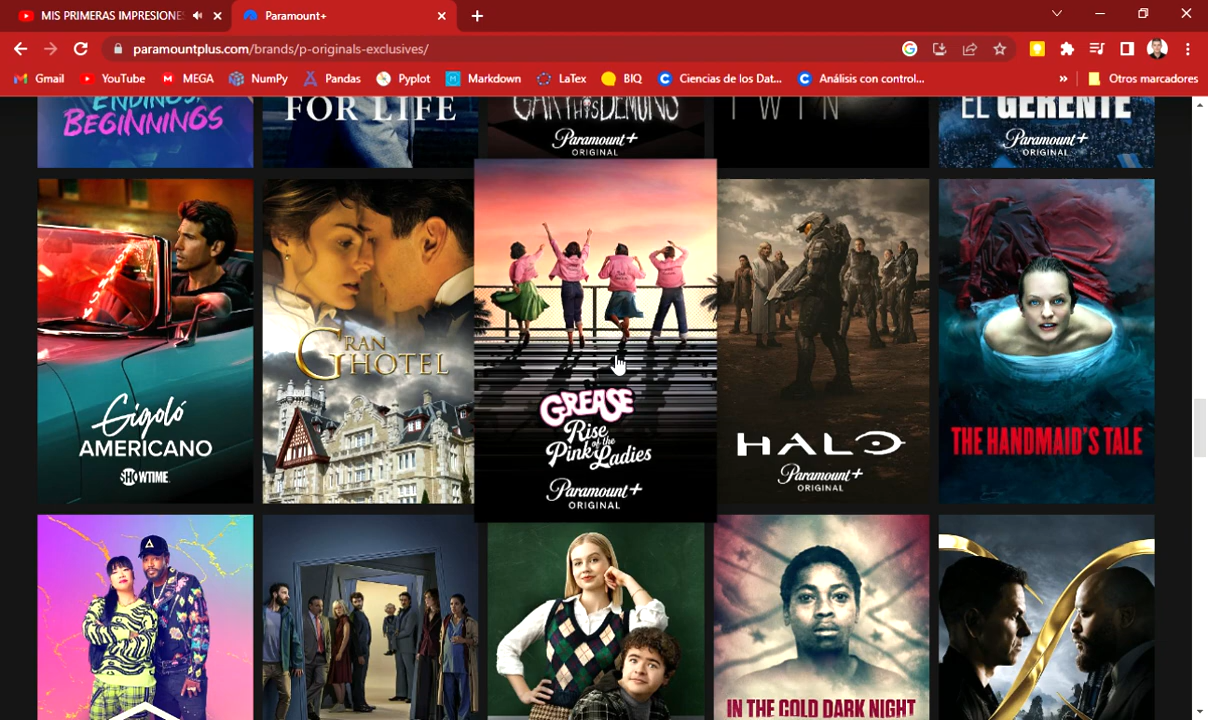 MIS PRIMERAS IMPRESIONES
Paramount+
paramountplus.com/brands/p-originals-exclusives/
Gmail
YouTube
MEGA
NumPy
Pandas
Pyplot
Markdown
LaTex
BIQ
Ciencias de los Dat...
Análisis con control...
»
Otros marcadores
ENDINGS,
BEGINNINGS
FOR LIFE
Paramount+
ORIGINAL
TWIN
EL GERENTE
Paramount+
ORIGINAL
Gigoló
AMERICANO
SHOWTIME
GRAN
HOTEL
GREASE
Rise
of the
Pink Ladies
Paramount+
ORIGINAL
HALO
Paramount+
ORIGINAL
THE HANDMAID'S TALE
IN THE COLD DARK NIGHT